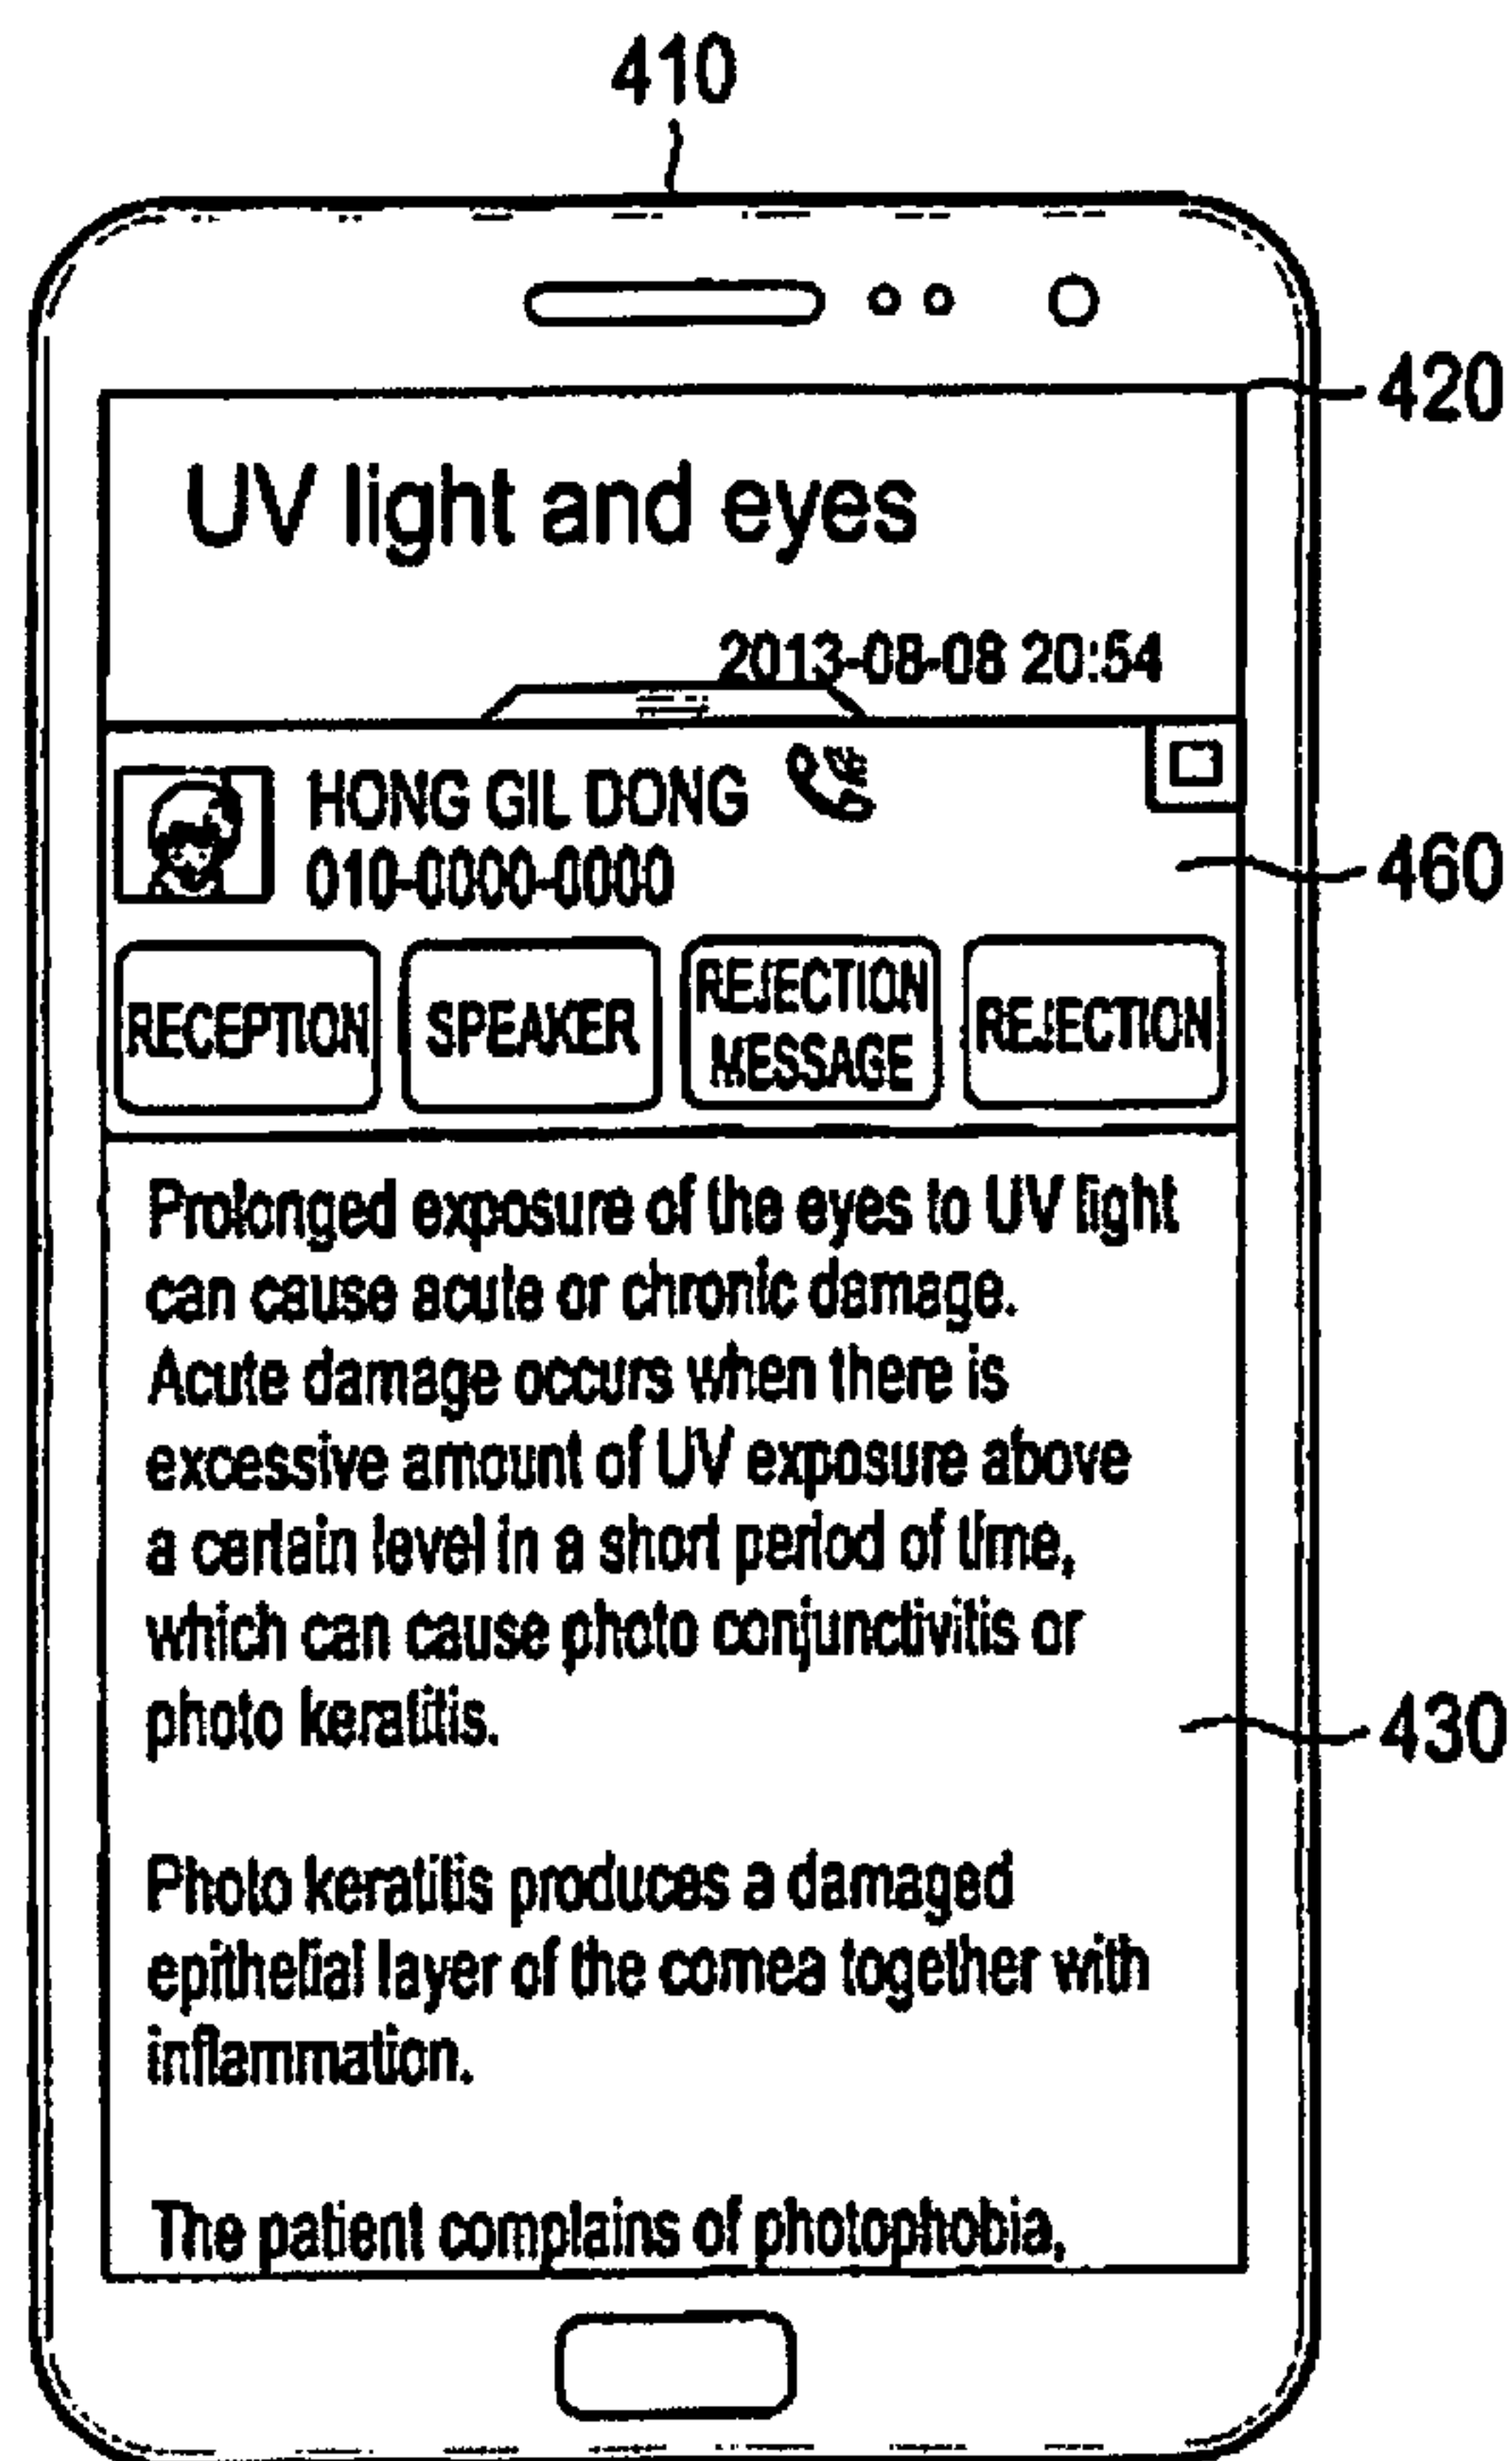 410
420
UV light and eyes
2013-08-08 20:54
HONG GIL DONG
010-0000-0000
460
RECEPTION
SPEAKER
REJECTION
MESSAGE
REJECTION
Prolonged exposure of the eyes to UV light
can cause acute or chronic damage.
Acute damage occurs when there is
excessive amount of UV exposure above
a certain level in a short period of time,
which can cause photo conjunctivitis or
photo keratitis.
430
Photo keratitis produces a damaged
epithelial layer of the cornea together with
inflammation.
The patient complains of photophobia,